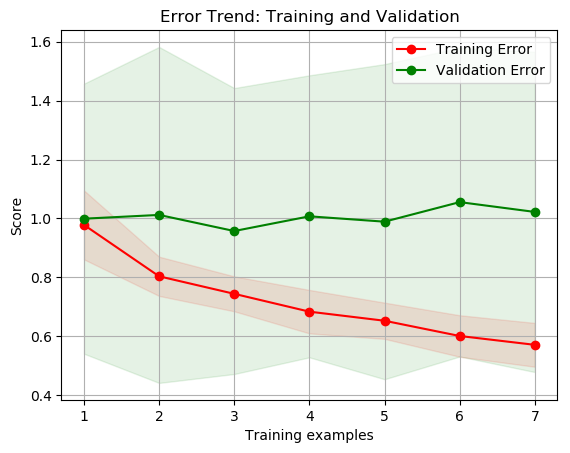 Error Trend: Training and Validation
Training Error
Validation Error
1.6
1.4
1.2
1.0
0.8
0.6
0.4
Score
1 2 3 4 5 6 7
Training examples